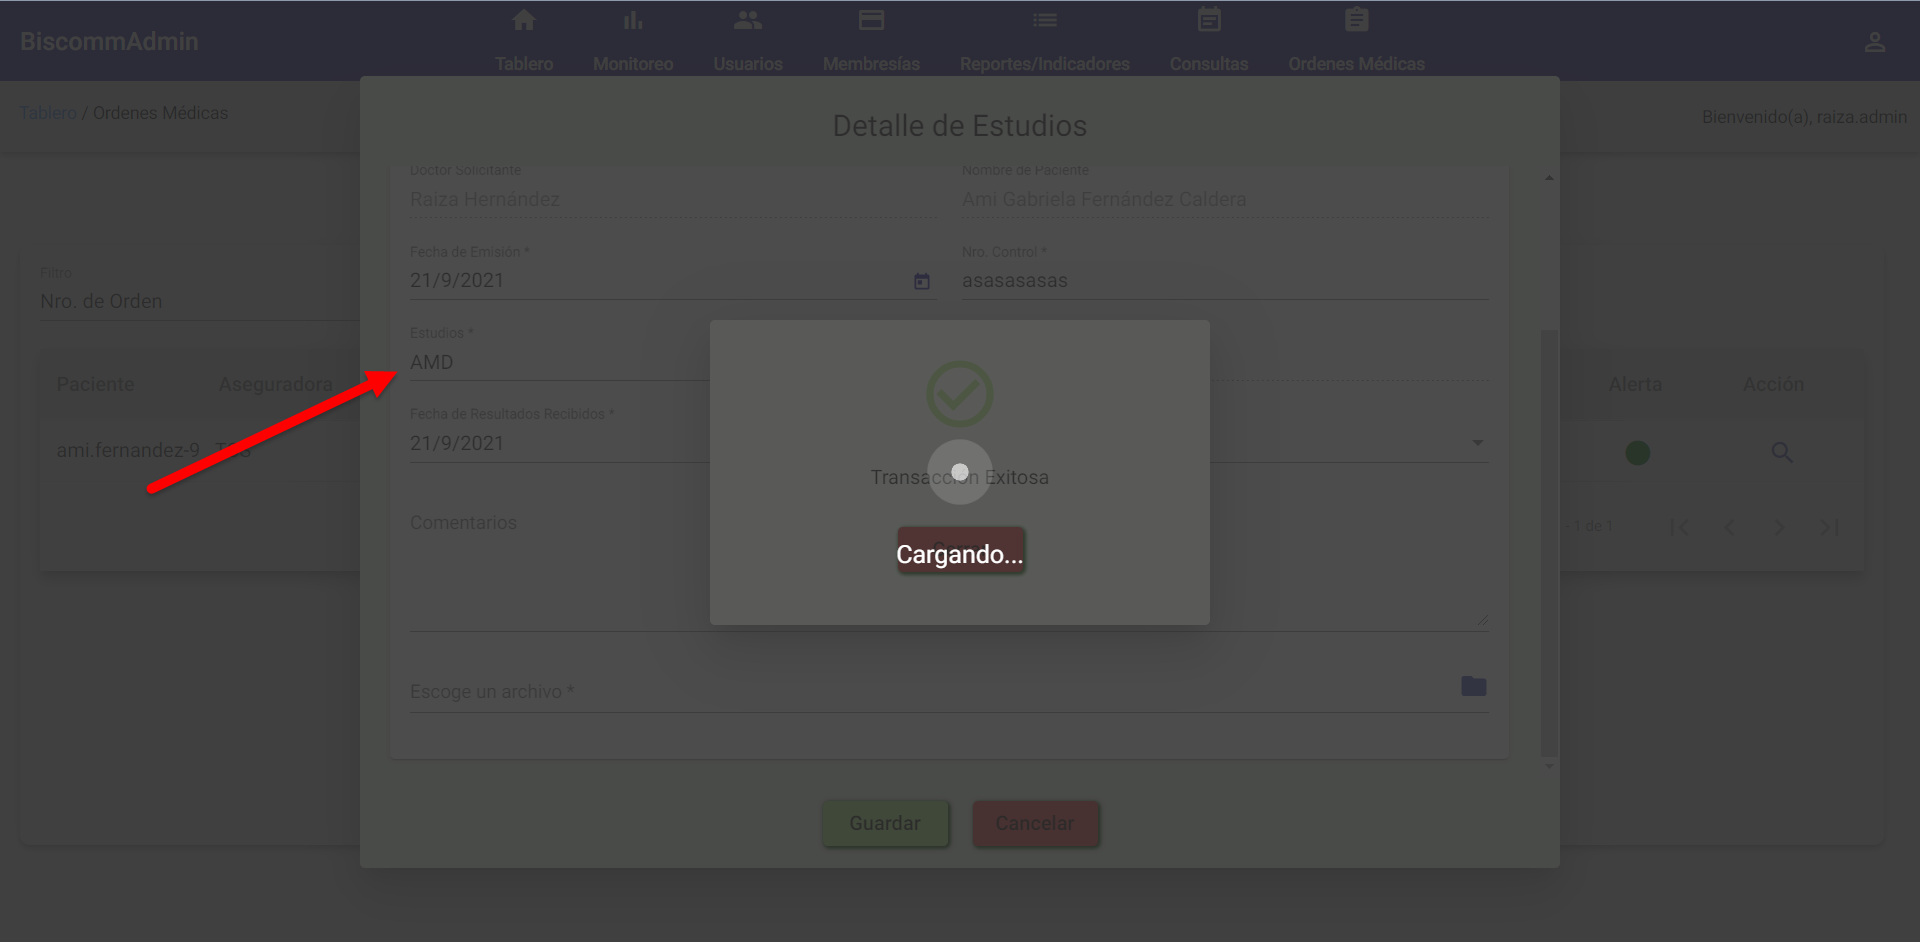 BiscommAdmin
Tablero
Monitoreo
Usuarios
Membresías
Reportes/Indicadores
Consultas
Ordenes Médicas
Tablero / Ordenes Médicas
Bienvenido(a), raiza.admin
Detalle de Estudios
Doctor Solicitante
Nombre de Paciente
Raiza Hernández
Ami Gabriela Fernández Caldera
Fecha de Emisión *
Nro. Control *
21/9/2021
asasasasas
Filtro
Nro. de Orden
Estudios *
AMD
Paciente
Aseguradora
Alerta
Acción
Fecha de Resultados Recibidos *
21/9/2021
ami.fernandez-9
Transacción Exitosa
Comentarios
1 de 1
Cargando...
Escoge un archivo *
Guardar
Cancelar